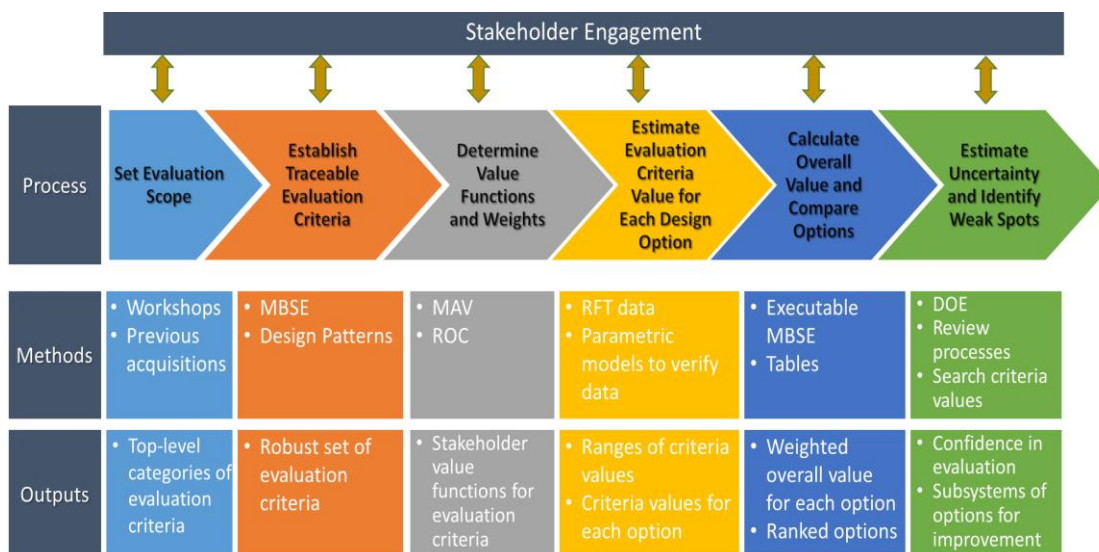 Stakeholder Engagement
Process
Set Evaluation
Scope
Establish
Traceable
Evaluation
Criteria
Determine
Value
Functions
and Weights
Estimate
Evaluation
Criteria
Value for
Each Design
Option
Calculate
Overall
Value and
Compare
Options
Estimate
Uncertainty
and Identify
Weak Spots
Methods
• Workshops
• Previous
acquisitions
• MBSE
• Design Patterns
• MAV
• ROC
• RFT data
• Parametric
models to verify
data
• Executable
MBSE
• Tables
• DOE
• Review
processes
• Search criteria
values
Outputs
• Top-level
categories of
evaluation
criteria
• Robust set of
evaluation
criteria
• Stakeholder
value
functions for
evaluation
criteria
• Ranges of criteria
values
• Criteria values for
each option
• Weighted
overall value
for each option
• Ranked options
• Confidence in
evaluation
• Subsystems of
options for
improvement